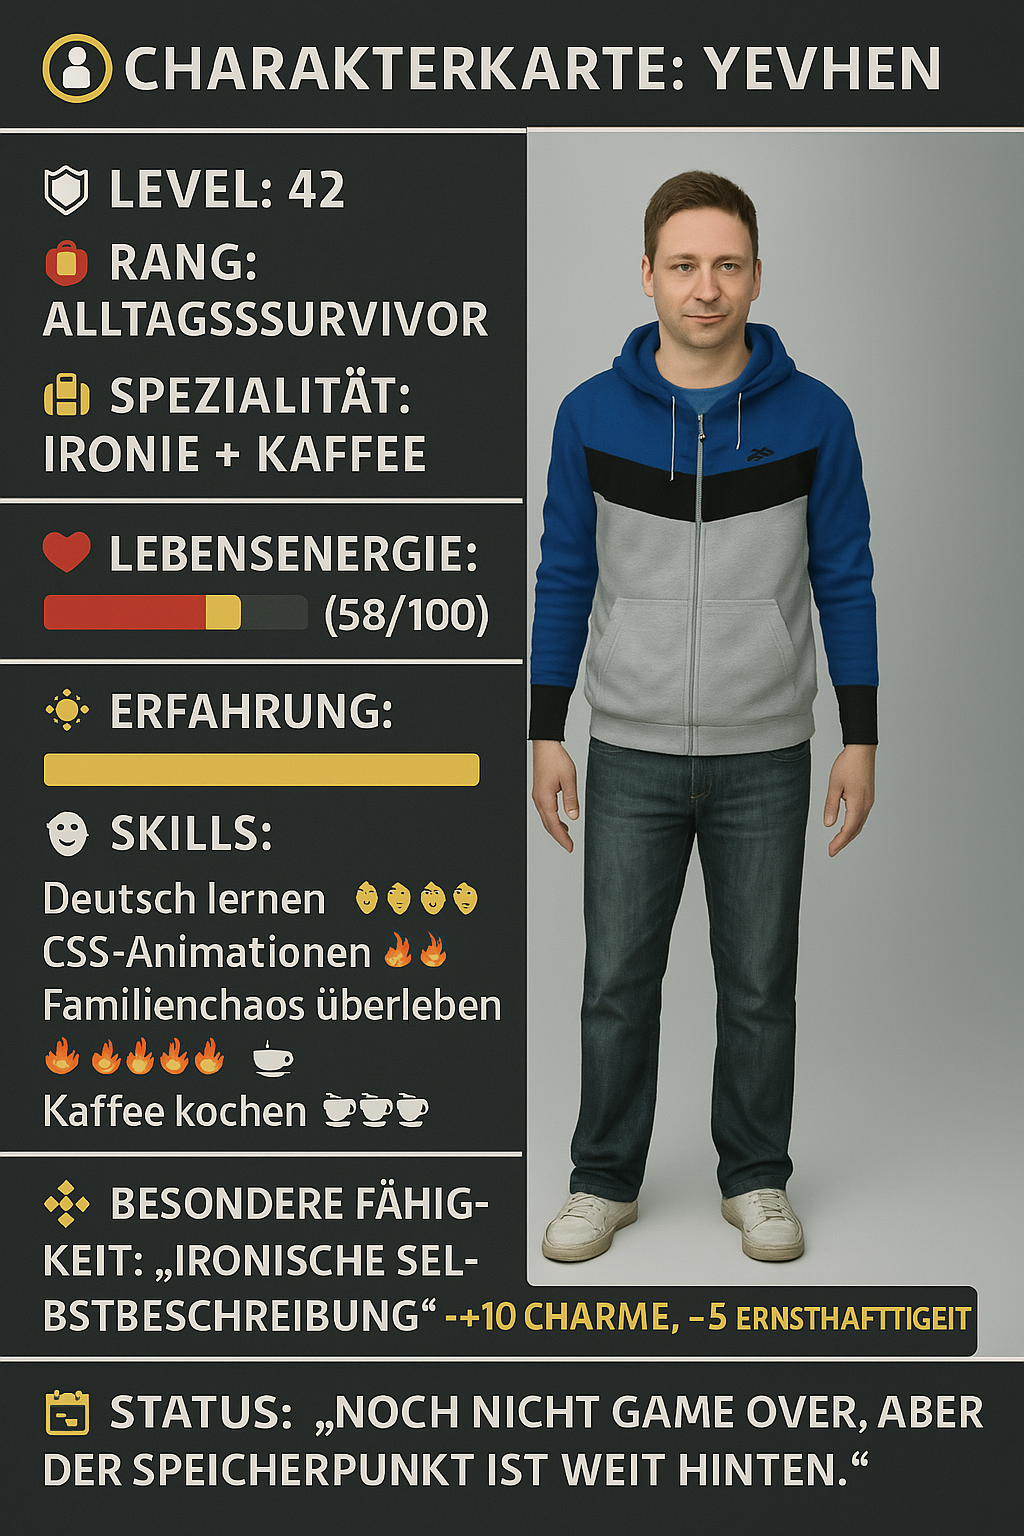 CHARAKTERKARTE: YEVHEN
LEVEL: 42
RANG:
ALLTAGSSSURVIVOR
SPEZIALITÄT:
IRONIE + KAFFEE
LEBENSENERGIE:
(58/100)
ERFAHRUNG:
SKILLS:
Deutsch lernen
CSS-Animationen
Familienchaos überleben
Kaffee kochen
BESONDERE FÄHIG-
KEIT: „IRONISCHE SEL-
BSTBESCHREIBUNG“ -+10 CHARME, –5 ERNSTHAFTTIGEIT
STATUS: „NOCH NICHT GAME OVER, ABER
DER SPEICHERPUNKT IST WEIT HINTEN.“